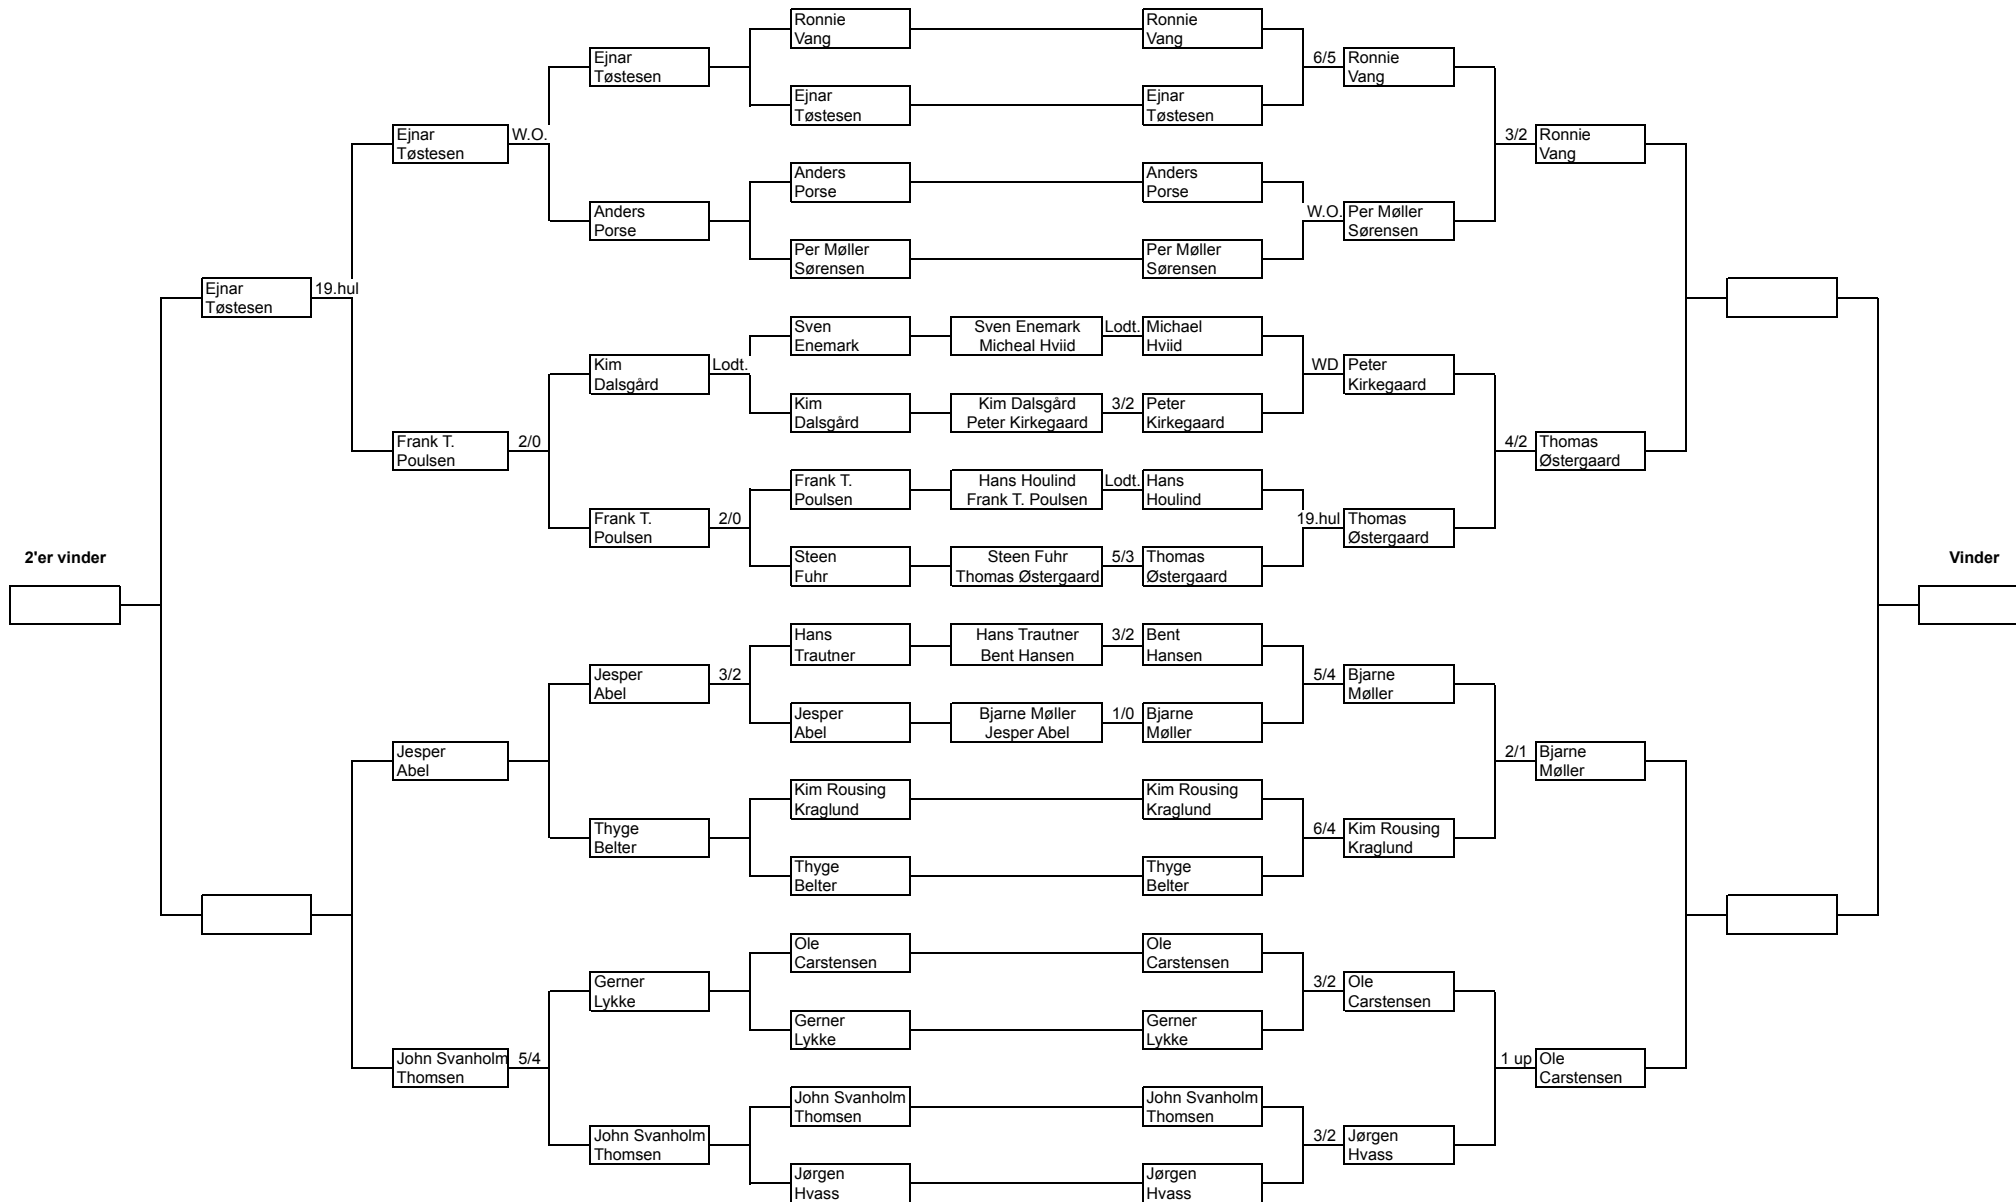 Ronnie
Vang
Ronnie
Vang
Ejnar
Tøstesen
6/5
Ronnie
Vang
Ejnar
Tøstesen
Ejnar
Tøstesen
Ejnar
Tøstesen
W.O.
3/2
Ronnie
Vang
Anders
Porse
Anders
Porse
Anders
Porse
W.O.
Per Møller
Sørensen
Per Møller
Sørensen
Per Møller
Sørensen
Ejnar
Tøstesen
19.hul
Sven
Enemark
Sven Enemark
Micheal Hviid
Lodt.
Michael
Hviid
Kim
Dalsgård
Lodt.
WD
Peter
Kirkegaard
Kim
Dalsgård
Kim Dalsgård
Peter Kirkegaard
3/2
Peter
Kirkegaard
Frank T.
Poulsen
2/0
4/2
Thomas
Østergaard
Frank T.
Poulsen
Hans Houlind
Frank T. Poulsen
Lodt.
Hans
Houlind
Frank T.
Poulsen
2/0
19.hul
Thomas
Østergaard
2'er vinder
Steen
Fuhr
Steen Fuhr
Thomas Østergaard
5/3
Thomas
Østergaard
Vinder
Hans
Trautner
Hans Trautner
Bent Hansen
3/2
Bent
Hansen
Jesper
Abel
3/2
5/4
Bjarne
Møller
Jesper
Abel
Bjarne Møller
Jesper Abel
1/0
Bjarne
Møller
Jesper
Abel
2/1
Bjarne
Møller
Kim Rousing
Kraglund
Kim Rousing
Kraglund
Thyge
Belter
6/4
Kim Rousing
Kraglund
Thyge
Belter
Thyge
Belter
Ole
Carstensen
Ole
Carstensen
Gerner
Lykke
3/2
Ole
Carstensen
Gerner
Lykke
Gerner
Lykke
John Svanholm
Thomsen
5/4
1 up
Ole
Carstensen
John Svanholm
Thomsen
John Svanholm
Thomsen
John Svanholm
Thomsen
3/2
Jørgen
Hvass
Jørgen
Hvass
Jørgen
Hvass